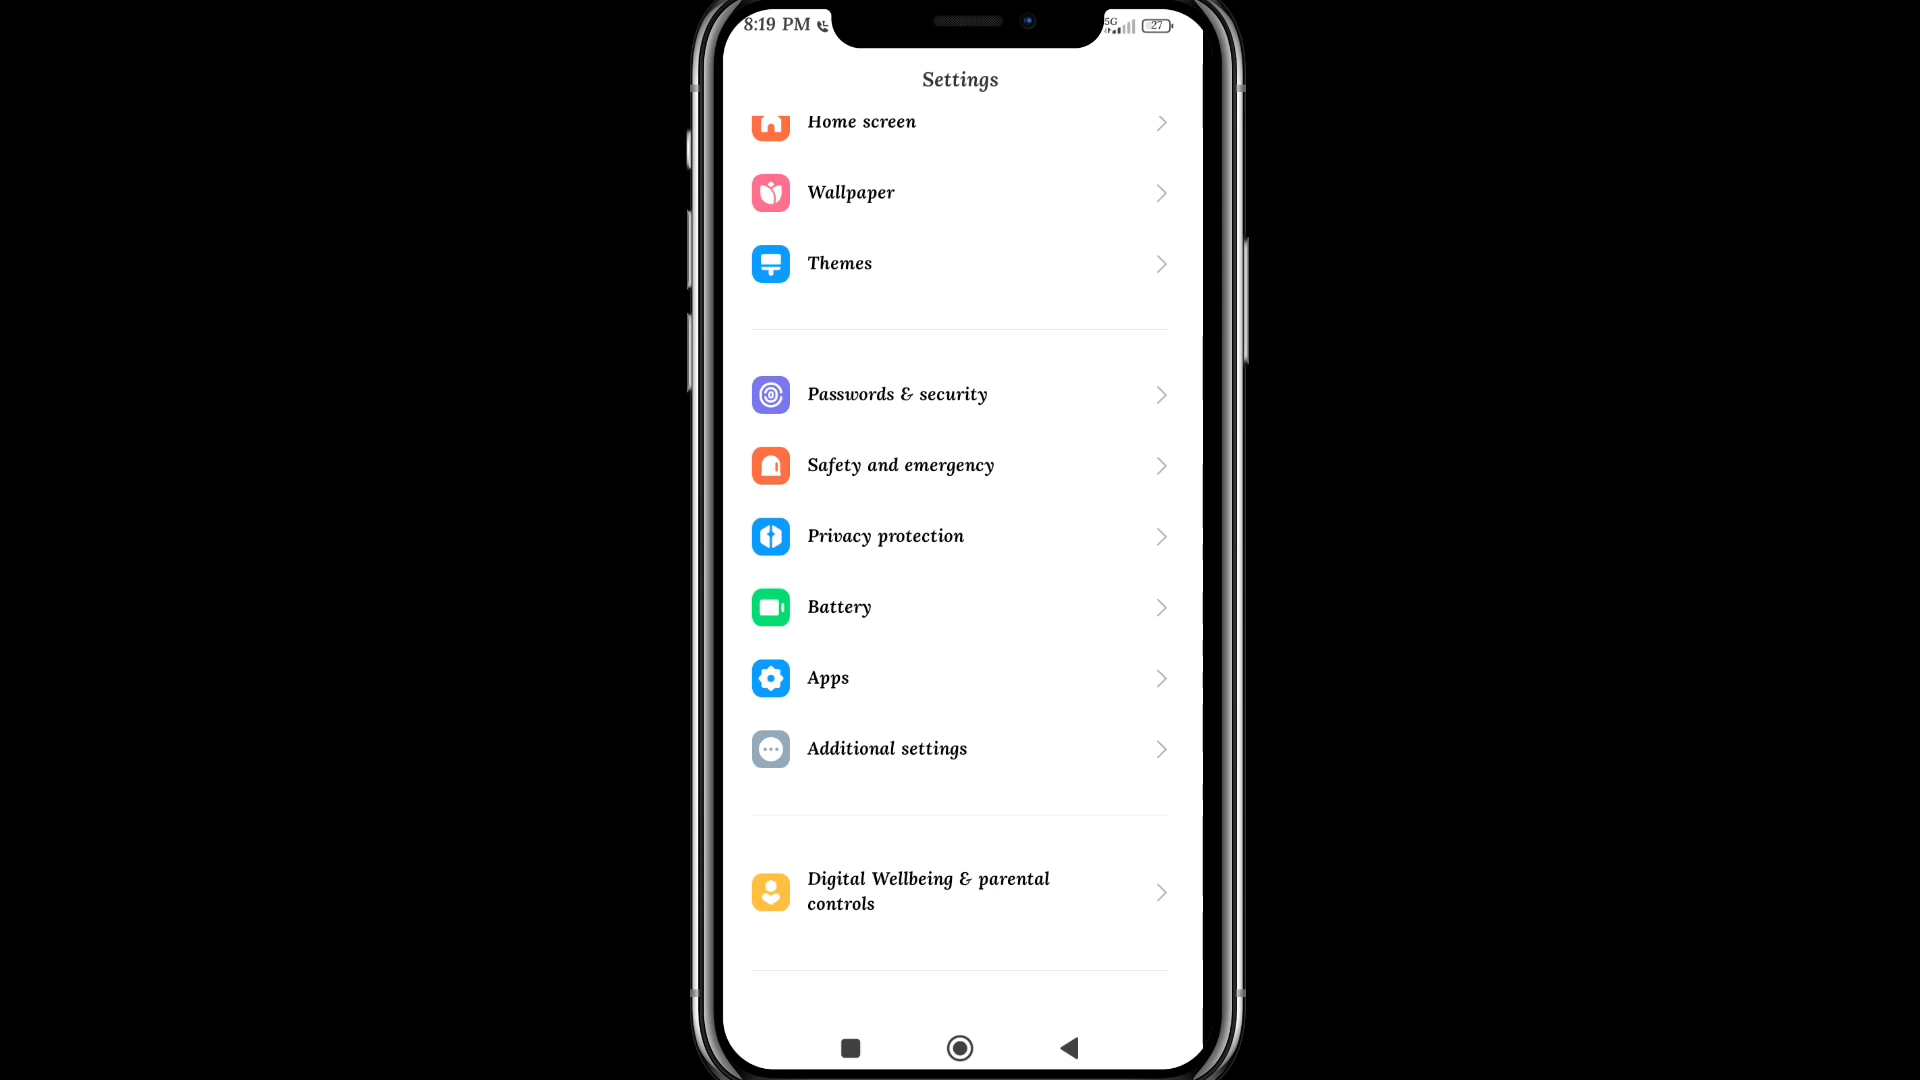 8:19 PM
5G
27
Settings
Home screen
Wallpaper
Themes
Passwords & security
Safety and emergency
Privacy protection
Battery
Apps
Additional settings
Digital Wellbeing & parental
controls